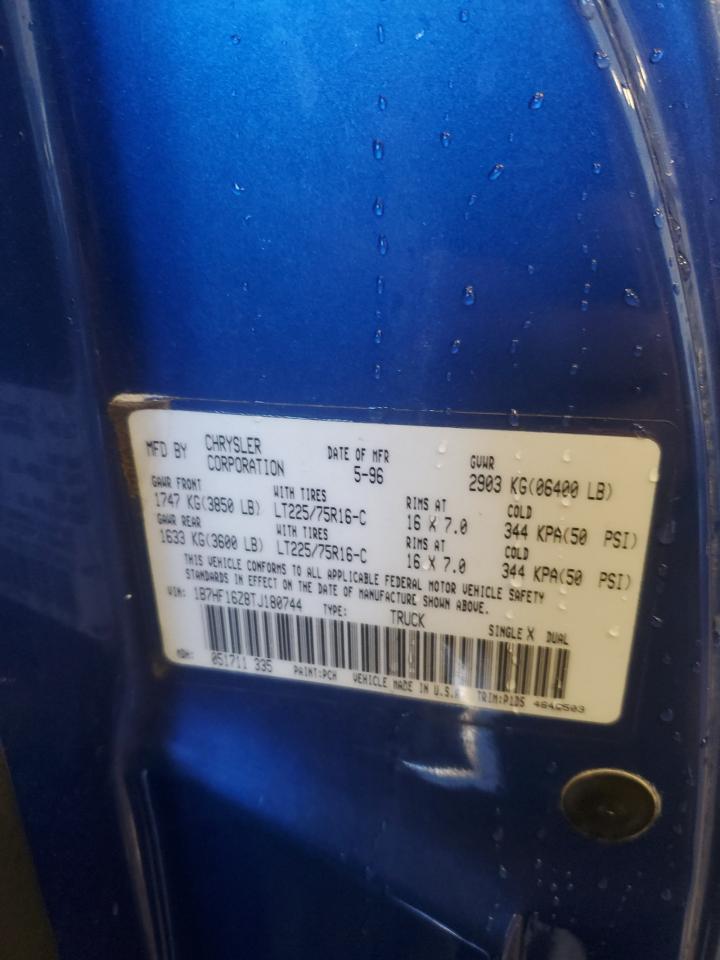 MFD BY CHRYSLER CORPORATION DATE OF MFR 5-96 GVWR 2903 KG(06400 LB)
GAWR FRONT WITH TIRES RIMS AT COLD
1747 KG(3850 LB) LT225/75R16-C 16 X 7.0 344 KPA(50 PSI)
GAWR REAR WITH TIRES RIMS AT COLD
1633 KG(3600 LB) LT225/75R16-C 16 X 7.0 344 KPA(50 PSI)
THIS VEHICLE CONFORMS TO ALL APPLICABLE FEDERAL MOTOR VEHICLE SAFETY
STANDARDS IN EFFECT ON THE DATE OF MANUFACTURE SHOWN ABOVE.
VIN: 1B7HF16Z8TJ180744 TYPE: TRUCK SINGLE X DUAL
MDH: 051711 335 PAINT:PCH VEHICLE MADE IN U.S.A TRIM:P1DS